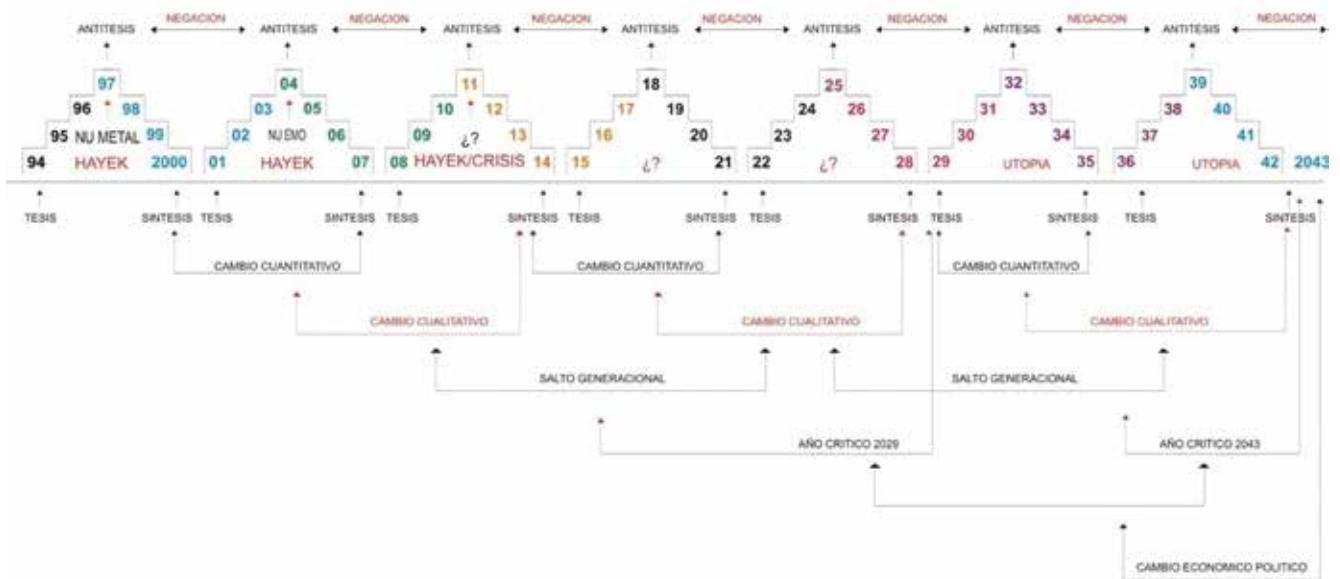 NEGACION NEGACION NEGACION NEGACION NEGACION NEGACION NEGACION
ANTITESIS ANTITESIS ANTITESIS ANTITESIS ANTITESIS ANTITESIS ANTITESIS
97 04 11 18 25 32 39
96 98 03 05 10 12 17 19 24 26 31 33 38 40
95 NU METAL 99 02 NU EMO 06 09 ¿? 13 16 20 23 27 30 34 37 41
94 HAYEK 2000 01 HAYEK 07 08 HAYEK/CRISIS 14 15 ¿? 21 22 ¿? 28 29 UTOPIA 35 36 UTOPIA 42 2043
TESIS SINTESIS TESIS SINTESIS TESIS SINTESIS TESIS SINTESIS TESIS SINTESIS TESIS SINTESIS TESIS SINTESIS
CAMBIO CUANTITATIVO CAMBIO CUANTITATIVO CAMBIO CUANTITATIVO
CAMBIO CUALITATIVO CAMBIO CUALITATIVO CAMBIO CUALITATIVO
SALTO GENERACIONAL SALTO GENERACIONAL
AÑO CRITICO 2029 AÑO CRITICO 2043
CAMBIO ECONOMICO POLITICO